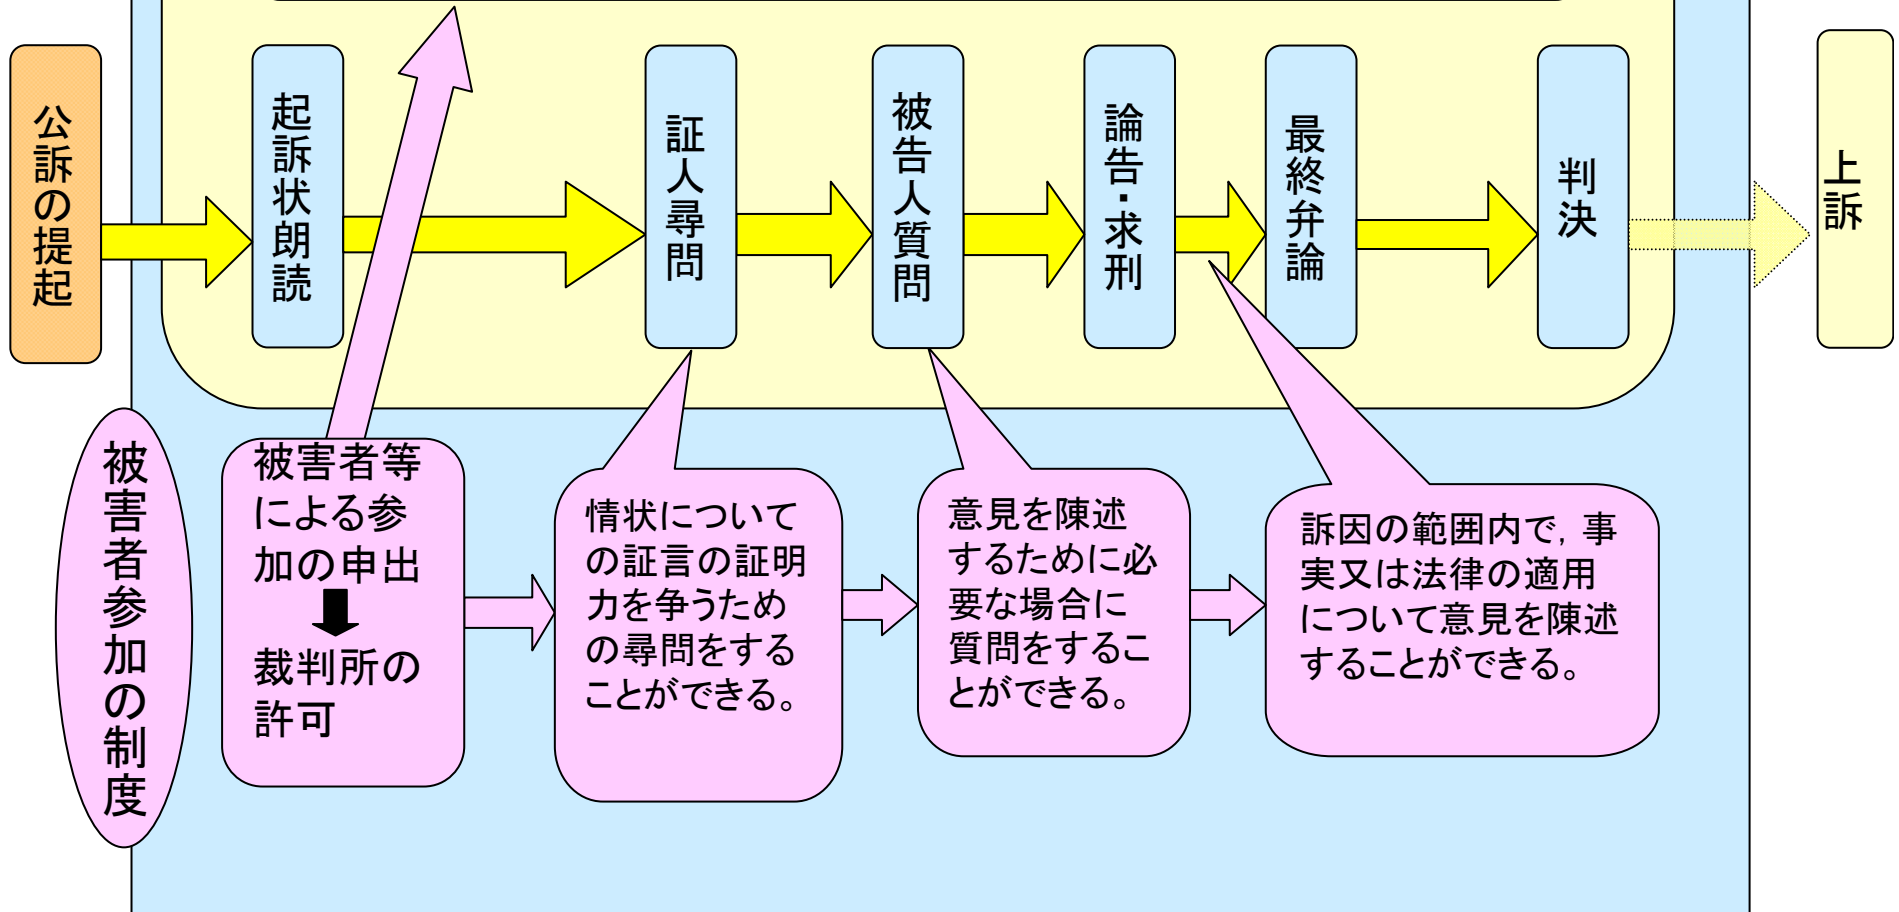 公訴の提起
起訴状朗読
証人尋問
被告人質問
論告・求刑
最終弁論
判決
上訴
被害者参加の制度
被害者等
による参
加の申出
裁判所の
許可
情状について
の証言の証明
力を争うため
の尋問をする
ことができる。
意見を陳述
するために必
要な場合に
質問をするこ
とができる。
訴因の範囲内で，事
実又は法律の適用
について意見を陳述
することができる。